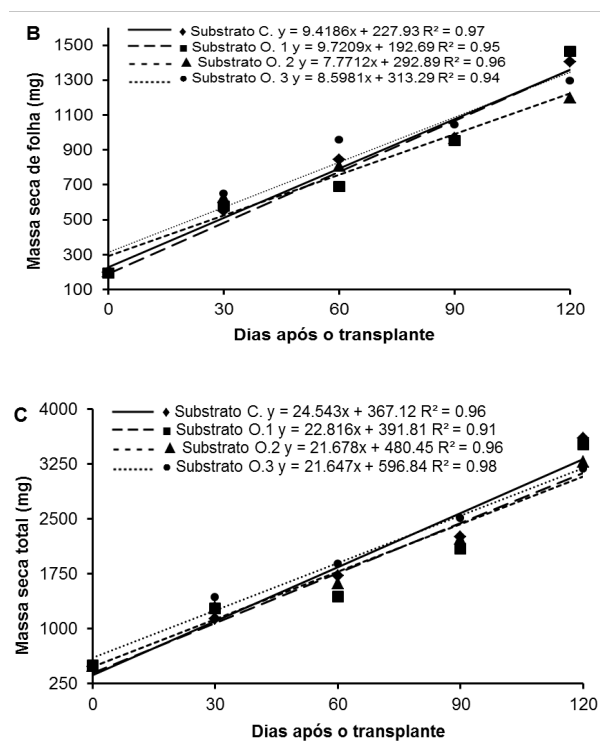 B
Substrato C. y = 9.4186x + 227.93 R² = 0.97
Substrato O. 1 y = 9.7209x + 192.69 R² = 0.95
Substrato O. 2 y = 7.7712x + 292.89 R² = 0.96
Substrato O. 3 y = 8.5981x + 313.29 R² = 0.94
Massa seca de folha (mg)
1500
1300
1100
900
700
500
300
100
0 30 60 90 120
Dias após o transplante
C
Substrato C. y = 24.543x + 367.12 R² = 0.96
Substrato O.1 y = 22.816x + 391.81 R² = 0.91
Substrato O.2 y = 21.678x + 480.45 R² = 0.96
Substrato O.3 y = 21.647x + 596.84 R² = 0.98
Massa seca total (mg)
4000
3250
2500
1750
1000
250
0 30 60 90 120
Dias após o transplante